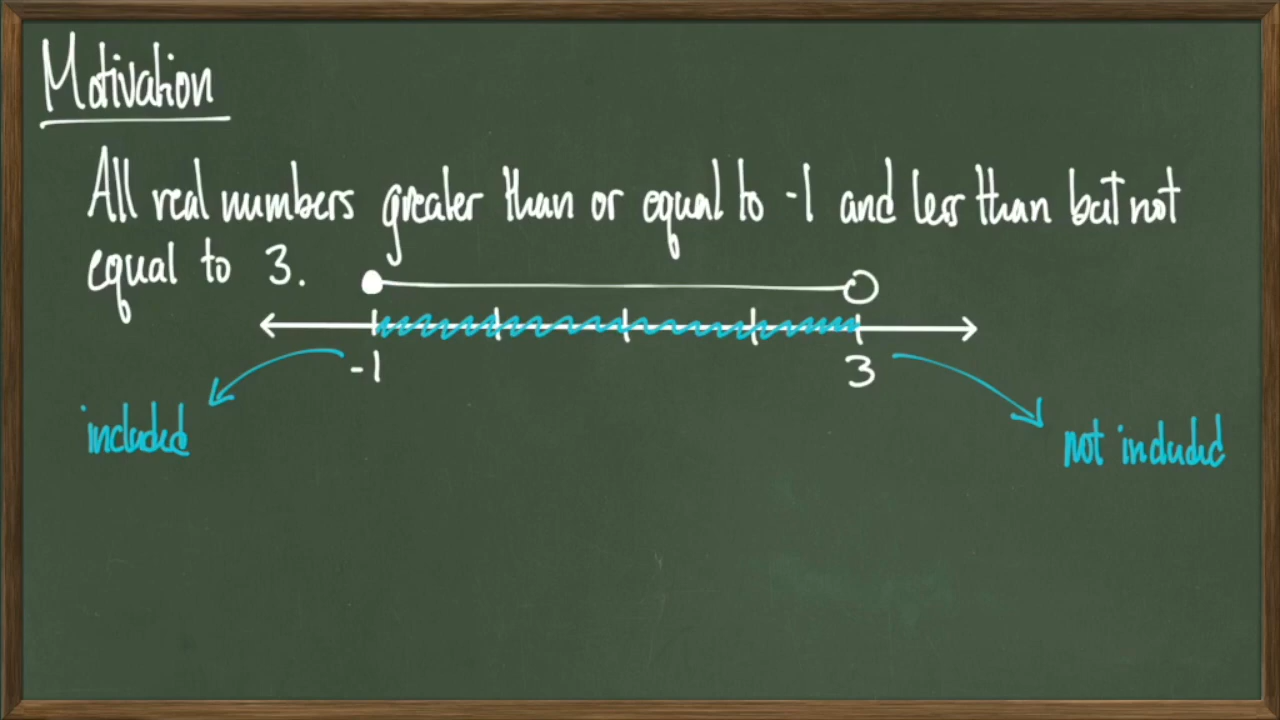 Motivation
All real numbers greater than or equal to -1 and less than but not
equal to 3.
-1 3
included
not included